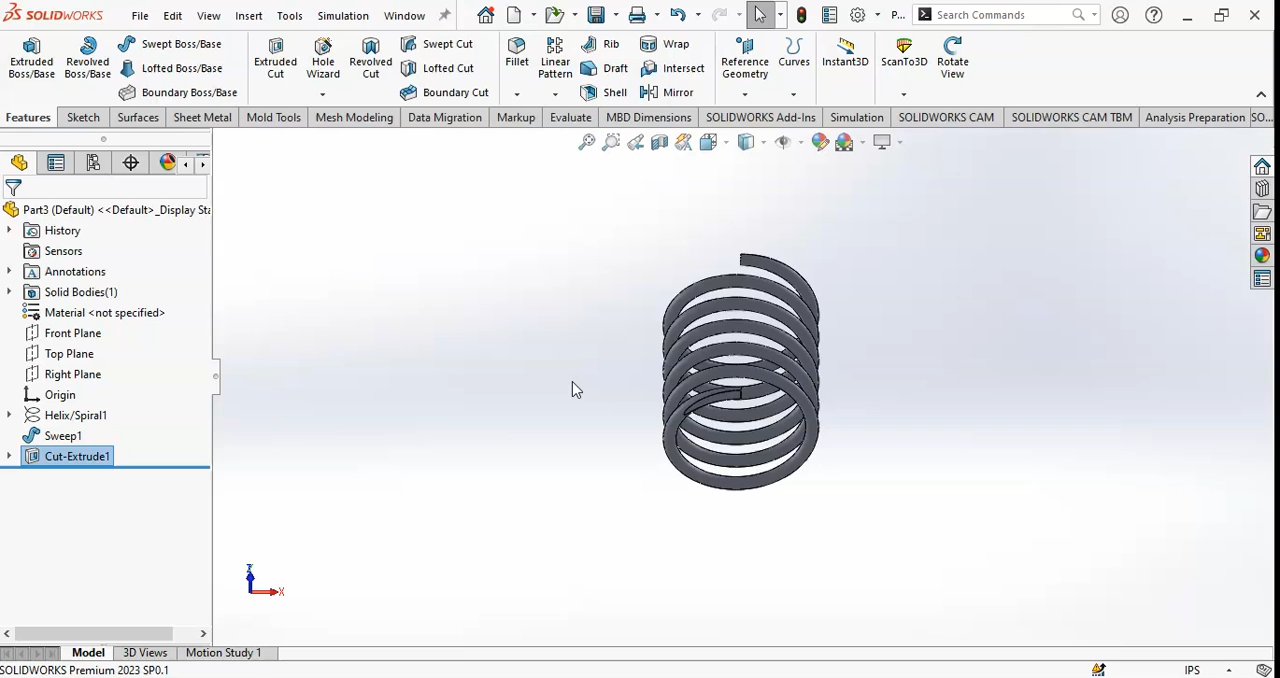 SOLIDWORKS File Edit View Insert Tools Simulation Window P... Search Commands
Extruded Boss/Base
Revolved Boss/Base
Swept Boss/Base
Lofted Boss/Base
Boundary Boss/Base
Extruded Cut
Hole Wizard
Revolved Cut
Swept Cut
Lofted Cut
Boundary Cut
Fillet
Linear Pattern
Rib
Draft
Shell
Wrap
Intersect
Mirror
Reference Geometry
Curves
Instant3D
ScanTo3D
Rotate View
Features Sketch Surfaces Sheet Metal Mold Tools Mesh Modeling Data Migration Markup Evaluate MBD Dimensions SOLIDWORKS Add-Ins Simulation SOLIDWORKS CAM SOLIDWORKS CAM TBM Analysis Preparation SO...
Part3 (Default) <<Default>_Display Sta
History
Sensors
Annotations
Solid Bodies(1)
Material <not specified>
Front Plane
Top Plane
Right Plane
Origin
Helix/Spiral1
Sweep1
Cut-Extrude1
Z
X
Model 3D Views Motion Study 1
SOLIDWORKS Premium 2023 SP0.1 IPS